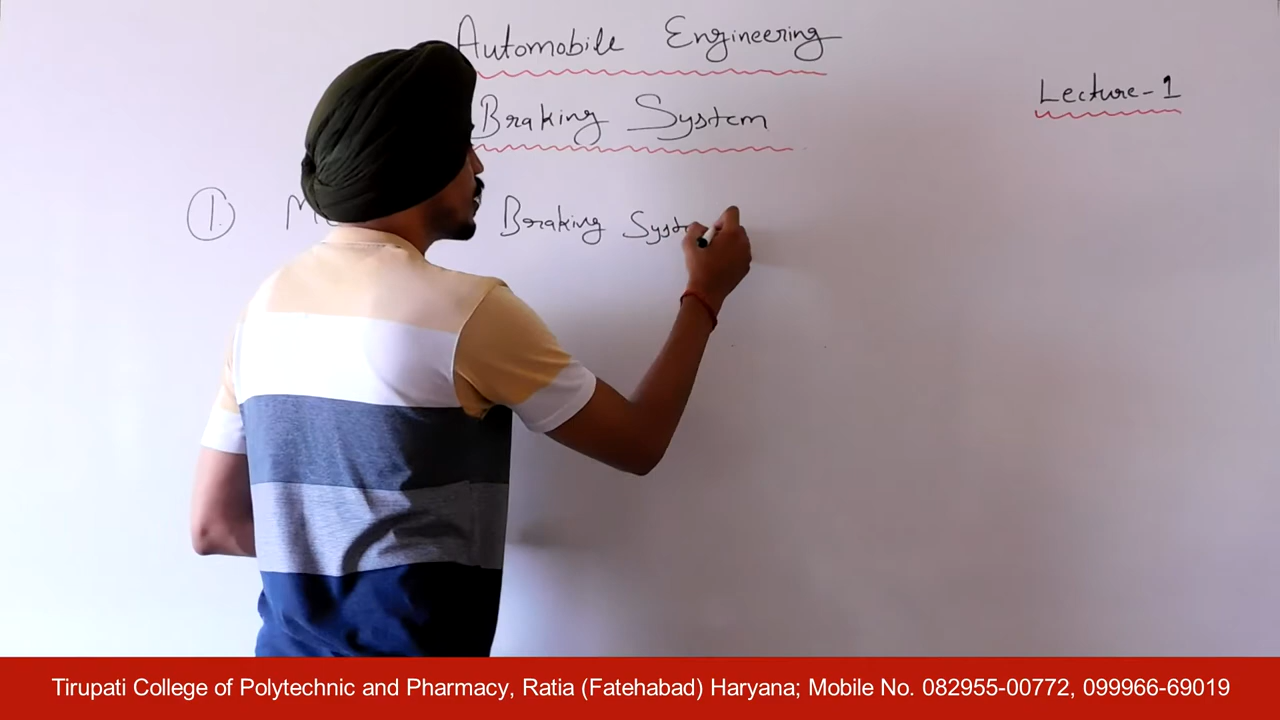 Automobile Engineering
Lecture-1
Braking System
1. Braking
Tirupati College of Polytechnic and Pharmacy, Ratia (Fatehabad) Haryana; Mobile No. 082955-00772, 099966-69019